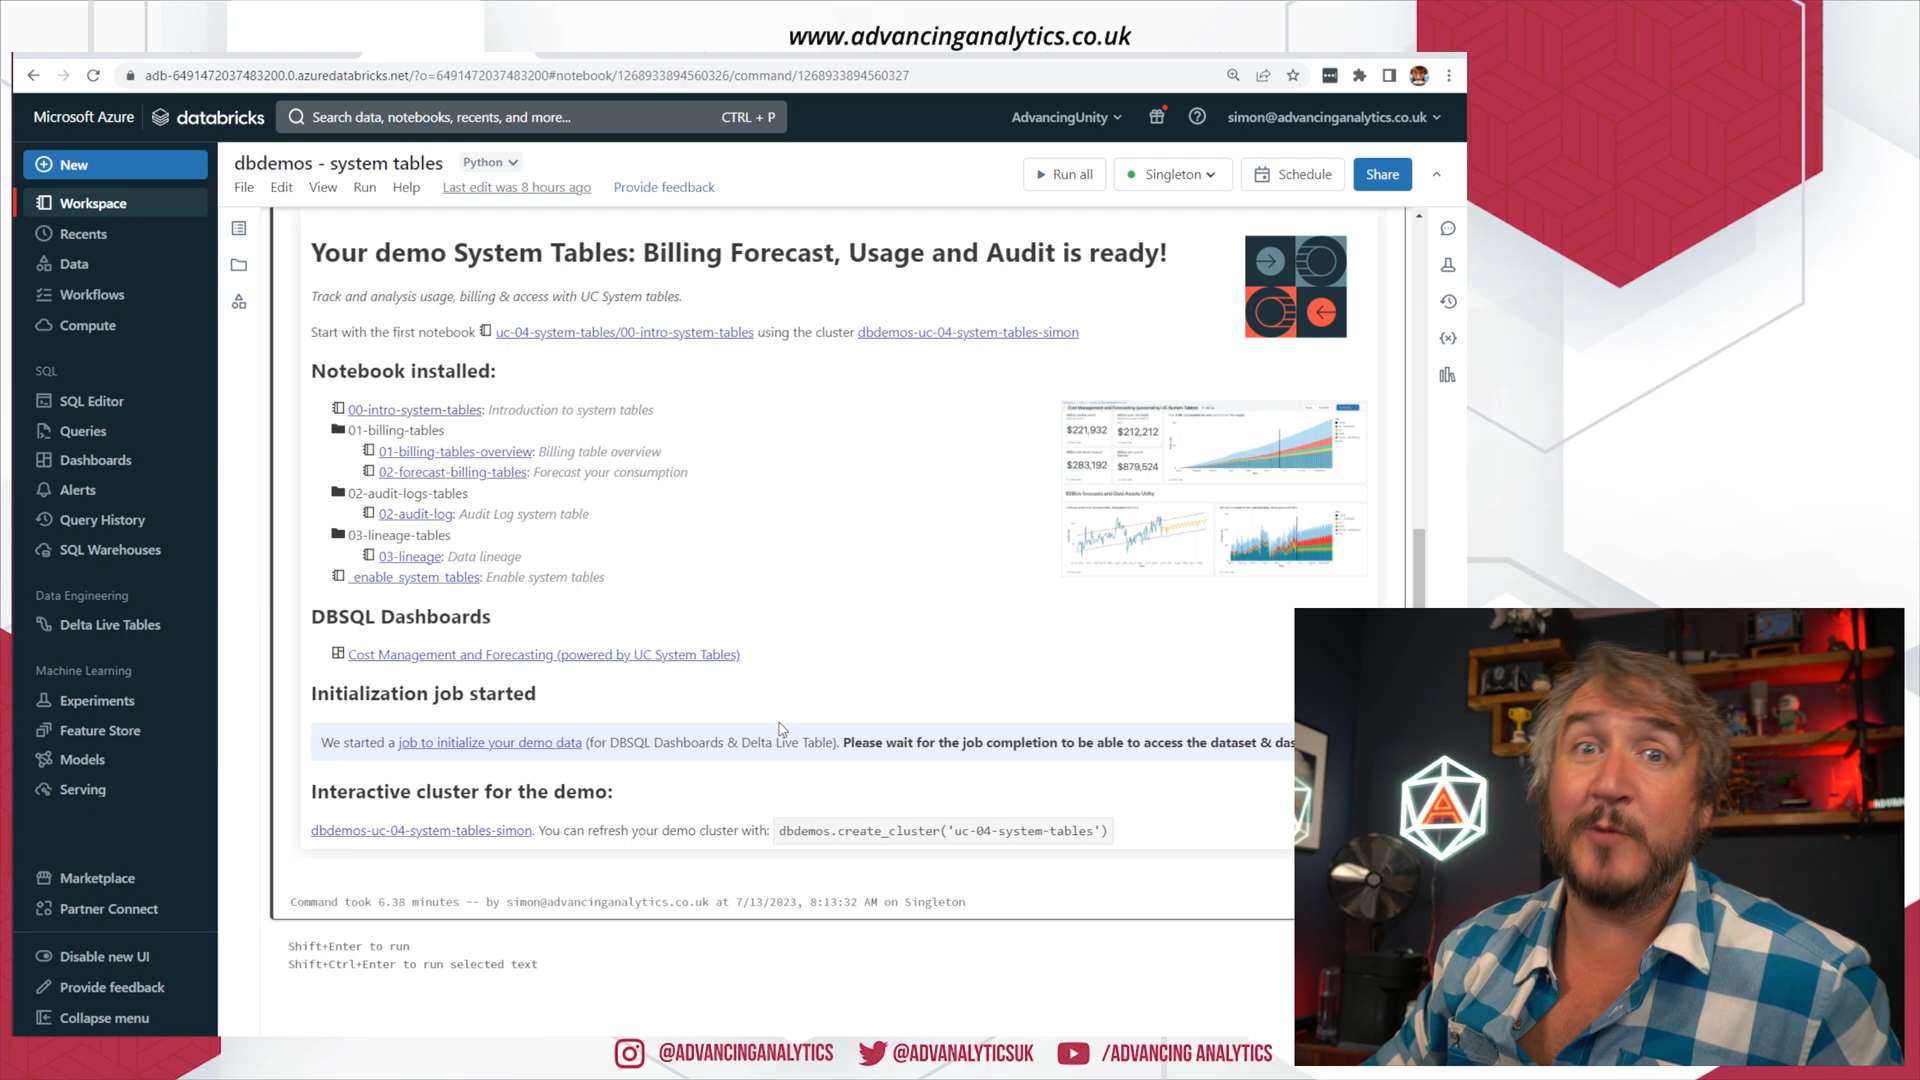 www.advancinganalytics.co.uk
adb-6491472037483200.0.azuredatabricks.net/?o=6491472037483200#notebook/1268933894560326/command/1268933894560327
Microsoft Azure databricks Search data, notebooks, recents, and more... CTRL + P AdvancingUnity simon@advancinganalytics.co.uk
New
Workspace
Recents
Data
Workflows
Compute
SQL
SQL Editor
Queries
Dashboards
Alerts
Query History
SQL Warehouses
Data Engineering
Delta Live Tables
Machine Learning
Experiments
Feature Store
Models
Serving
Marketplace
Partner Connect
Disable new UI
Provide feedback
Collapse menu
dbdemos - system tables Python
File Edit View Run Help Last edit was 8 hours ago Provide feedback
Run all Singleton Schedule Share
Your demo System Tables: Billing Forecast, Usage and Audit is ready!
Track and analysis usage, billing & access with UC System tables.
Start with the first notebook uc-04-system-tables/00-intro-system-tables using the cluster dbdemos-uc-04-system-tables-simon
Notebook installed:
00-intro-system-tables: Introduction to system tables
01-billing-tables
01-billing-tables-overview: Billing table overview
02-forecast-billing-tables: Forecast your consumption
02-audit-logs-tables
02-audit-log: Audit Log system table
03-lineage-tables
03-lineage: Data lineage
_enable_system_tables: Enable system tables
Cost Management and Forecasting (powered by UC System Tables)
$221,932 $212,212
$283,192 $879,524
DBSQL Dashboards
Cost Management and Forecasting (powered by UC System Tables)
Initialization job started
We started a job to initialize your demo data (for DBSQL Dashboards & Delta Live Table). Please wait for the job completion to be able to access the dataset & das
Interactive cluster for the demo:
dbdemos-uc-04-system-tables-simon. You can refresh your demo cluster with: dbdemos.create_cluster('uc-04-system-tables')
Command took 6.38 minutes -- by simon@advancinganalytics.co.uk at 7/13/2023, 8:13:32 AM on Singleton
Shift+Enter to run
Shift+Ctrl+Enter to run selected text
@ADVANCINGANALYTICS @ADVANALYTICSUK /ADVANCING ANALYTICS